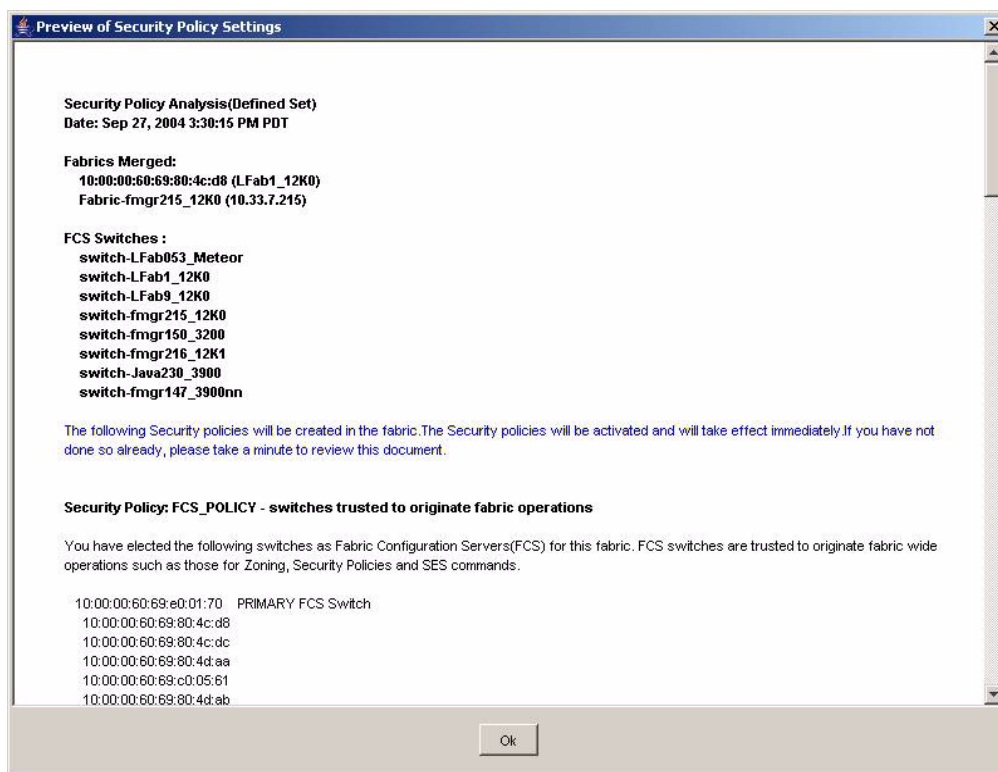 Preview of Security Policy Settings
Security Policy Analysis(Defined Set)
Date: Sep 27, 2004 3:30:15 PM PDT
Fabrics Merged:
10:00:00:60:69:80:4c:d8 (LFab1_12K0)
Fabric-fmgr215_12K0 (10.33.7.215)
FCS Switches :
switch-LFab053_Meteor
switch-LFab1_12K0
switch-LFab9_12K0
switch-fmgr215_12K0
switch-fmgr150_3200
switch-fmgr216_12K1
switch-Java230_3900
switch-fmgr147_3900nn
The following Security policies will be created in the fabric.The Security policies will be activated and will take effect immediately.If you have not
done so already, please take a minute to review this document.
Security Policy: FCS_POLICY - switches trusted to originate fabric operations
You have elected the following switches as Fabric Configuration Servers(FCS) for this fabric. FCS switches are trusted to originate fabric wide
operations such as those for Zoning, Security Policies and SES commands.
10:00:00:60:69:e0:01:70 PRIMARY FCS Switch
10:00:00:60:69:80:4c:d8
10:00:00:60:69:80:4c:dc
10:00:00:60:69:80:4d:aa
10:00:00:60:69:c0:05:61
10:00:00:60:69:80:4d:ab
Ok